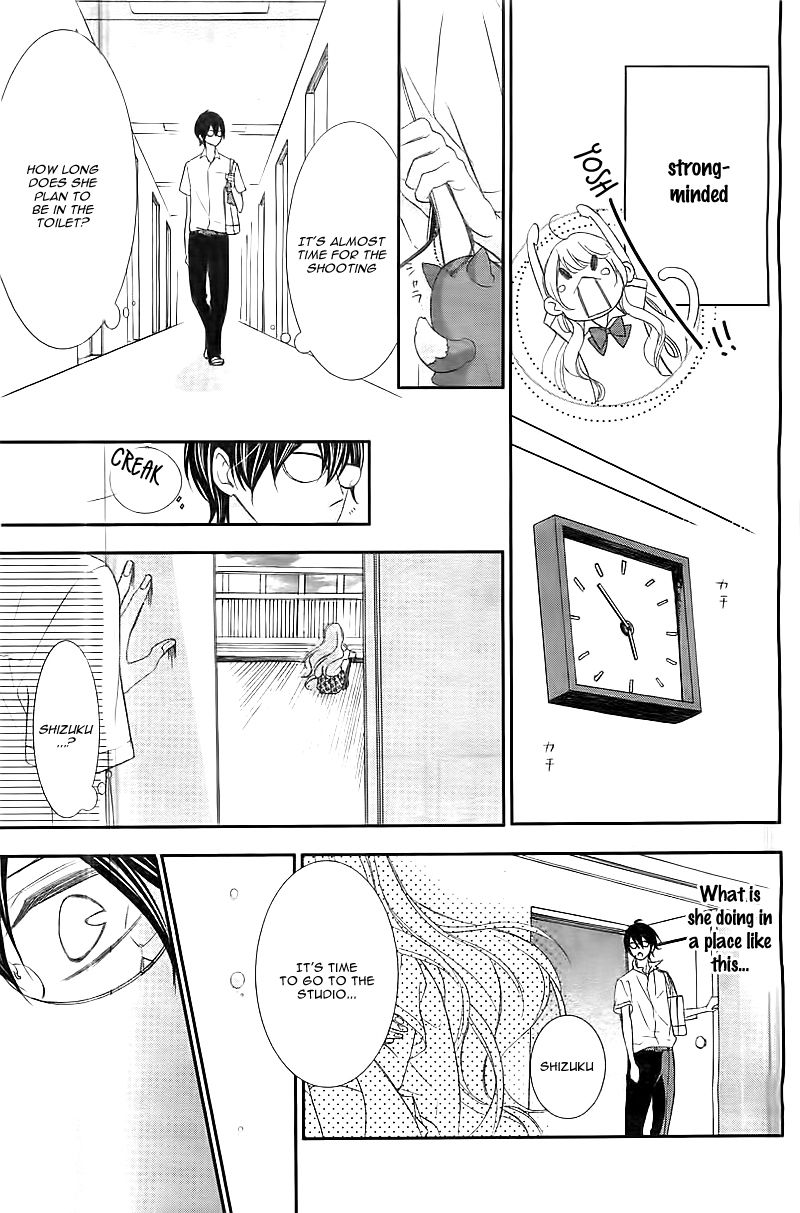 strong-
minded
YOSH
!!
カチ
カチ
IT'S ALMOST
TIME FOR THE
SHOOTING
HOW LONG
DOES SHE
PLAN TO
BE IN THE
TOILET?
CREAK
SHIZUKU
....?
What is
she doing in
a place like
this...
SHIZUKU
IT'S TIME
TO GO TO THE
STUDIO...